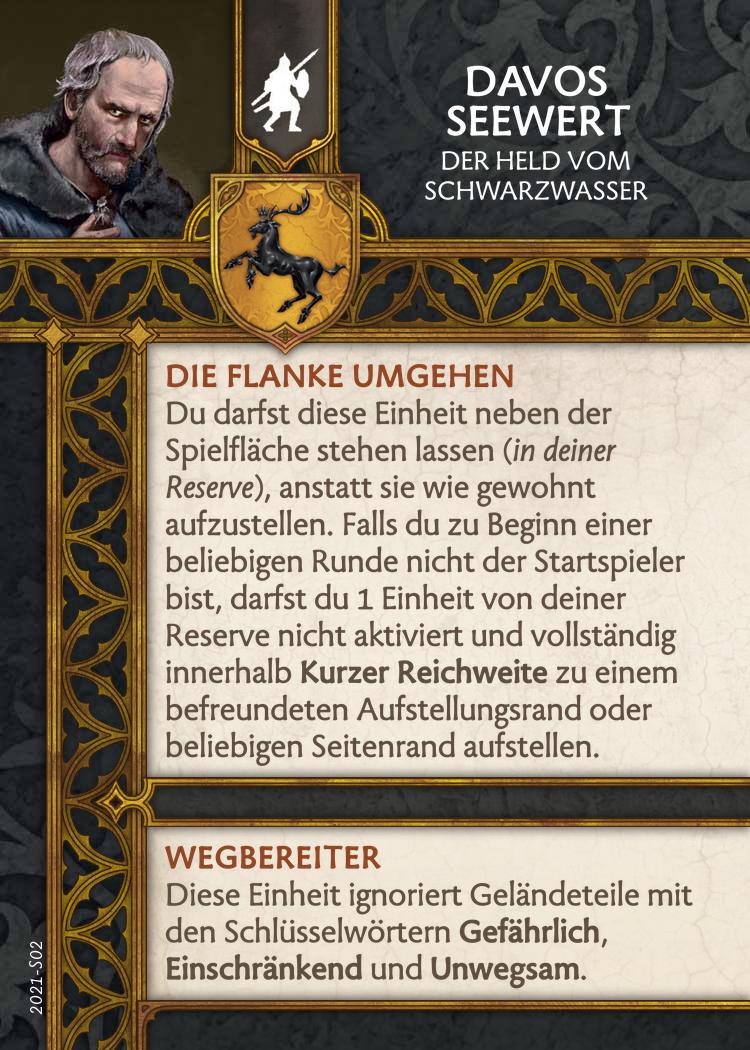 DAVOS
SEEWERT
DER HELD VOM
SCHWARZWASSER
DIE FLANKE UMGEHEN
Du darfst diese Einheit neben der
Spielfläche stehen lassen (in deiner
Reserve), anstatt sie wie gewohnt
aufzustellen. Falls du zu Beginn einer
beliebigen Runde nicht der Startspieler
bist, darfst du 1 Einheit von deiner
Reserve nicht aktiviert und vollständig
innerhalb Kurzer Reichweite zu einem
befreundeten Aufstellungsrand oder
beliebigen Seitenrand aufstellen.
WEGBEREITER
Diese Einheit ignoriert Geländeteile mit
den Schlüsselwörtern Gefährlich,
Einschränkend und Unwegsam.
2021-S02